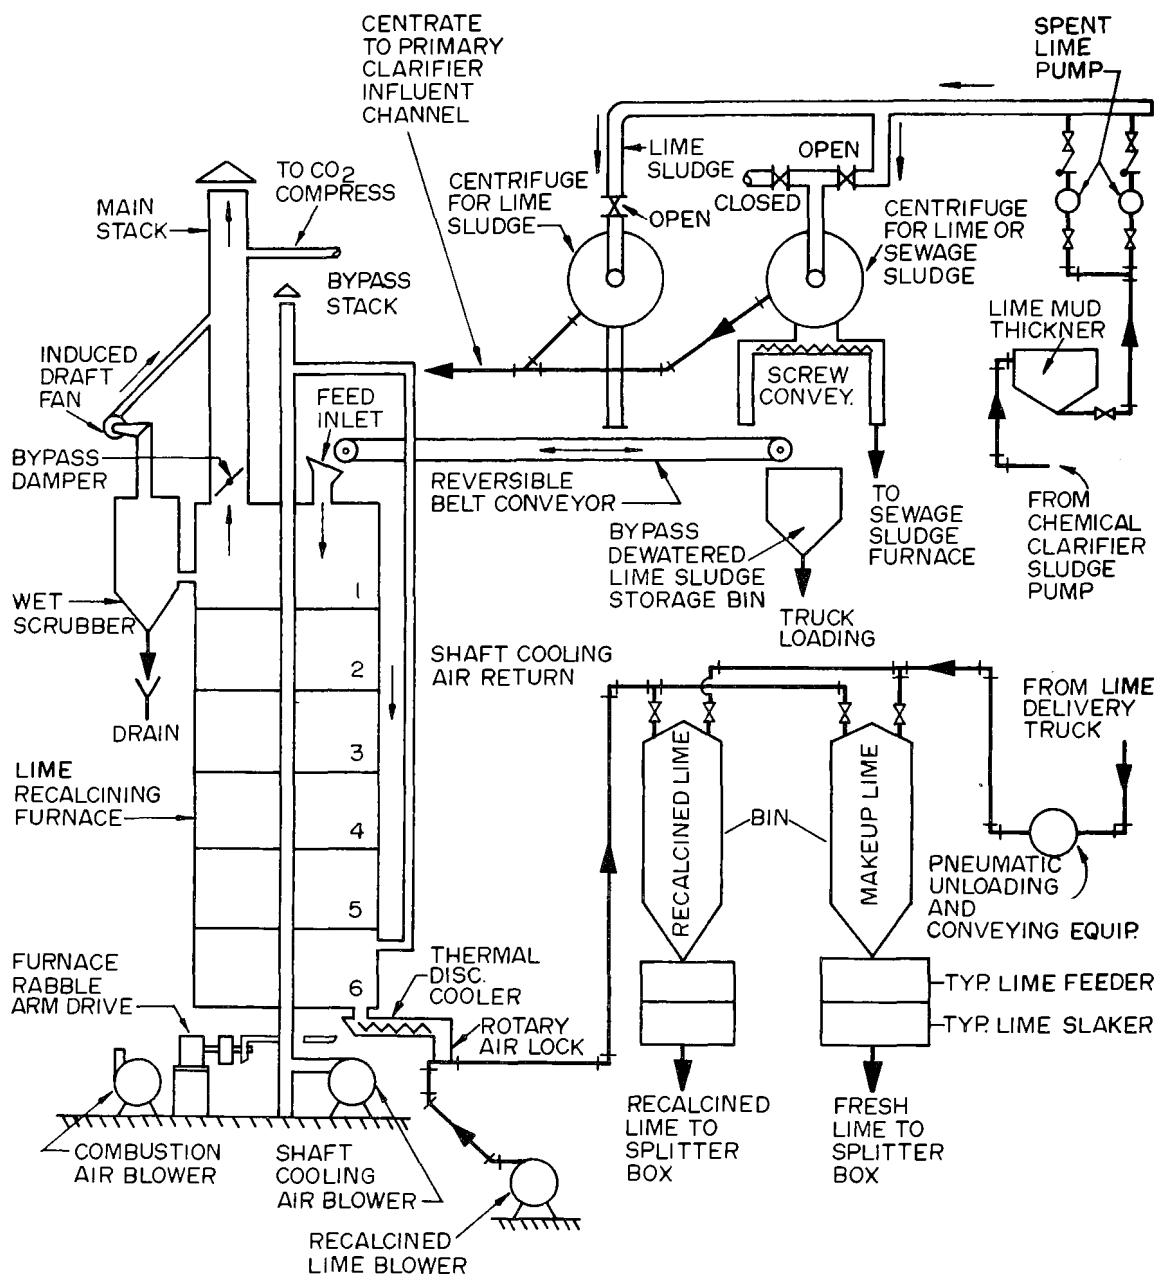 CENTRATE
TO PRIMARY
CLARIFIER
INFLUENT
CHANNEL
SPENT
LIME
PUMP
LIME
SLUDGE
OPEN
TO CO2
COMPRESS
MAIN
STACK
CENTRIFUGE
FOR LIME
SLUDGE
OPEN
CLOSED
CENTRIFUGE
FOR LIME OR
SEWAGE
SLUDGE
BYPASS
STACK
LIME MUD
THICKNER
INDUCED
DRAFT
FAN
FEED
INLET
SCREW
CONVEY.
BYPASS
DAMPER
REVERSIBLE
BELT CONVEYOR
TO
SEWAGE
SLUDGE
FURNACE
FROM
CHEMICAL
CLARIFIER
SLUDGE
PUMP
BYPASS
DEWATERED
LIME SLUDGE
STORAGE BIN
WET
SCRUBBER
1
TRUCK
LOADING
2
SHAFT COOLING
AIR RETURN
FROM LIME
DELIVERY
TRUCK
DRAIN
3
LIME
RECALCINING
FURNACE
4
RECALCINED LIME
BIN
MAKEUP LIME
PNEUMATIC
UNLOADING
AND
CONVEYING EQUIP.
5
FURNACE
RABBLE
ARM DRIVE
6
THERMAL
DISC.
COOLER
TYP. LIME FEEDER
ROTARY
AIR LOCK
TYP. LIME SLAKER
RECALCINED
LIME TO
SPLITTER
BOX
FRESH
LIME TO
SPLITTER
BOX
COMBUSTION
AIR BLOWER
SHAFT
COOLING
AIR BLOWER
RECALCINED
LIME BLOWER